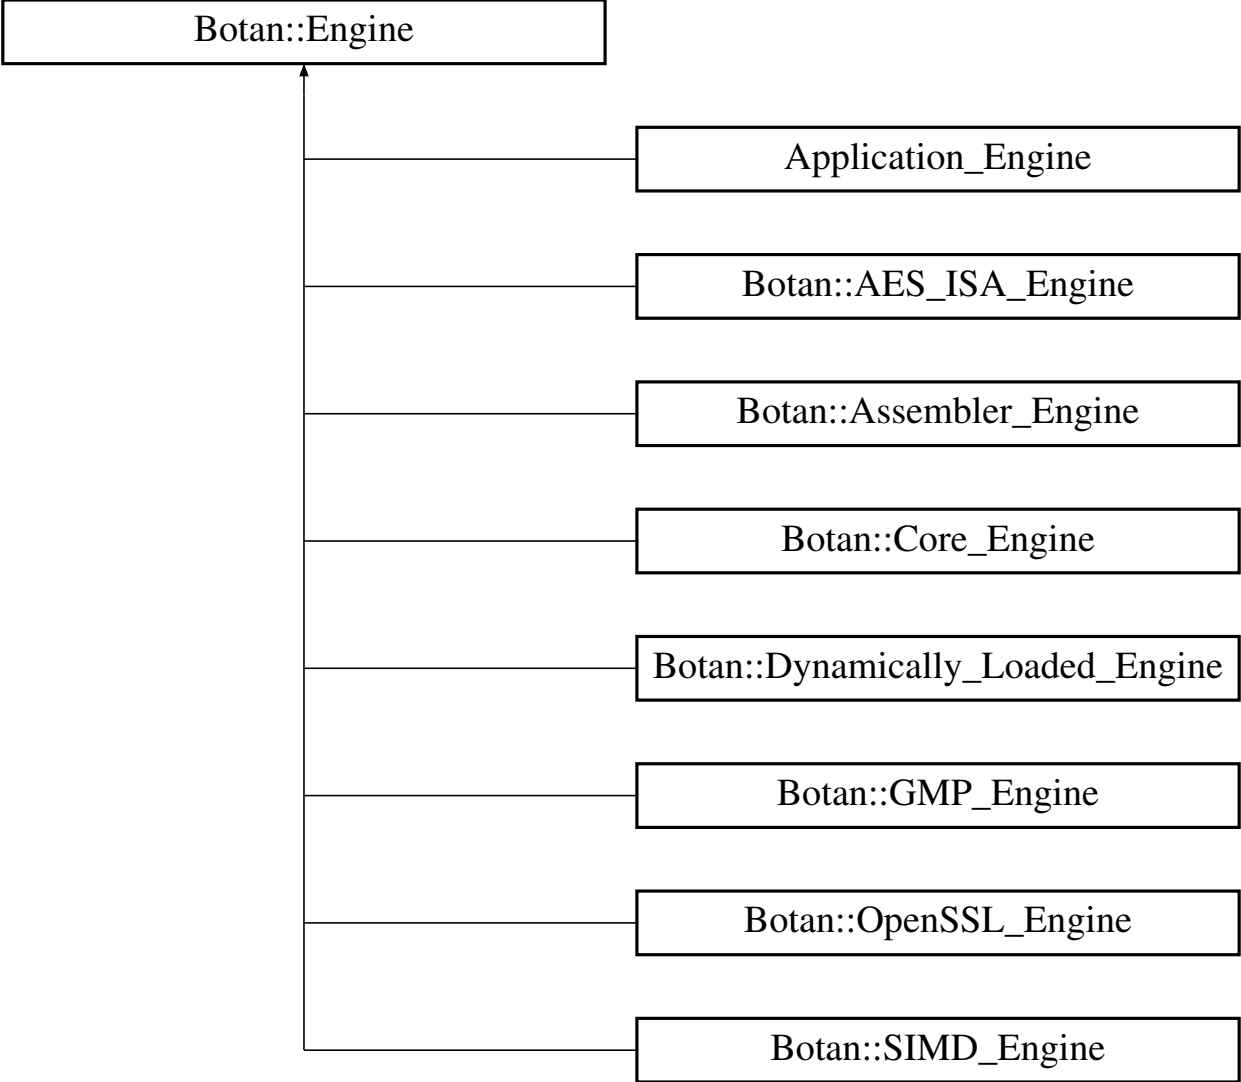 Botan::Engine
Application_Engine
Botan::AES_ISA_Engine
Botan::Assembler_Engine
Botan::Core_Engine
Botan::Dynamically_Loaded_Engine
Botan::GMP_Engine
Botan::OpenSSL_Engine
Botan::SIMD_Engine